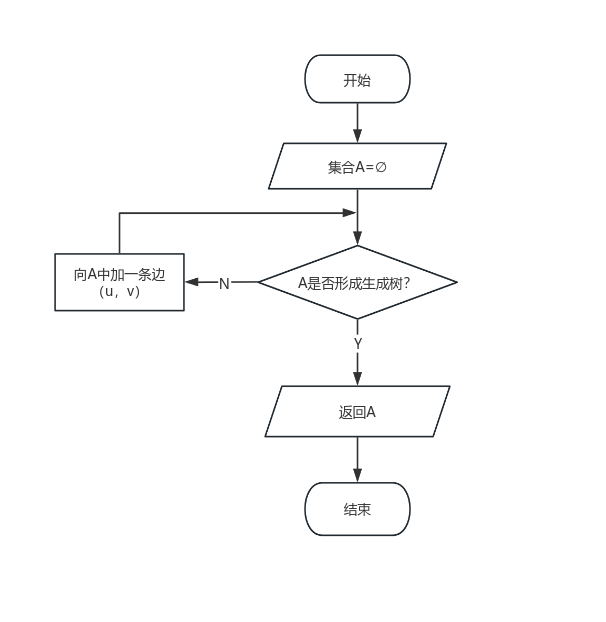 开始
集合A=∅
向A中加一条边
（u，v）
N
A是否形成生成树?
Y
返回A
结束